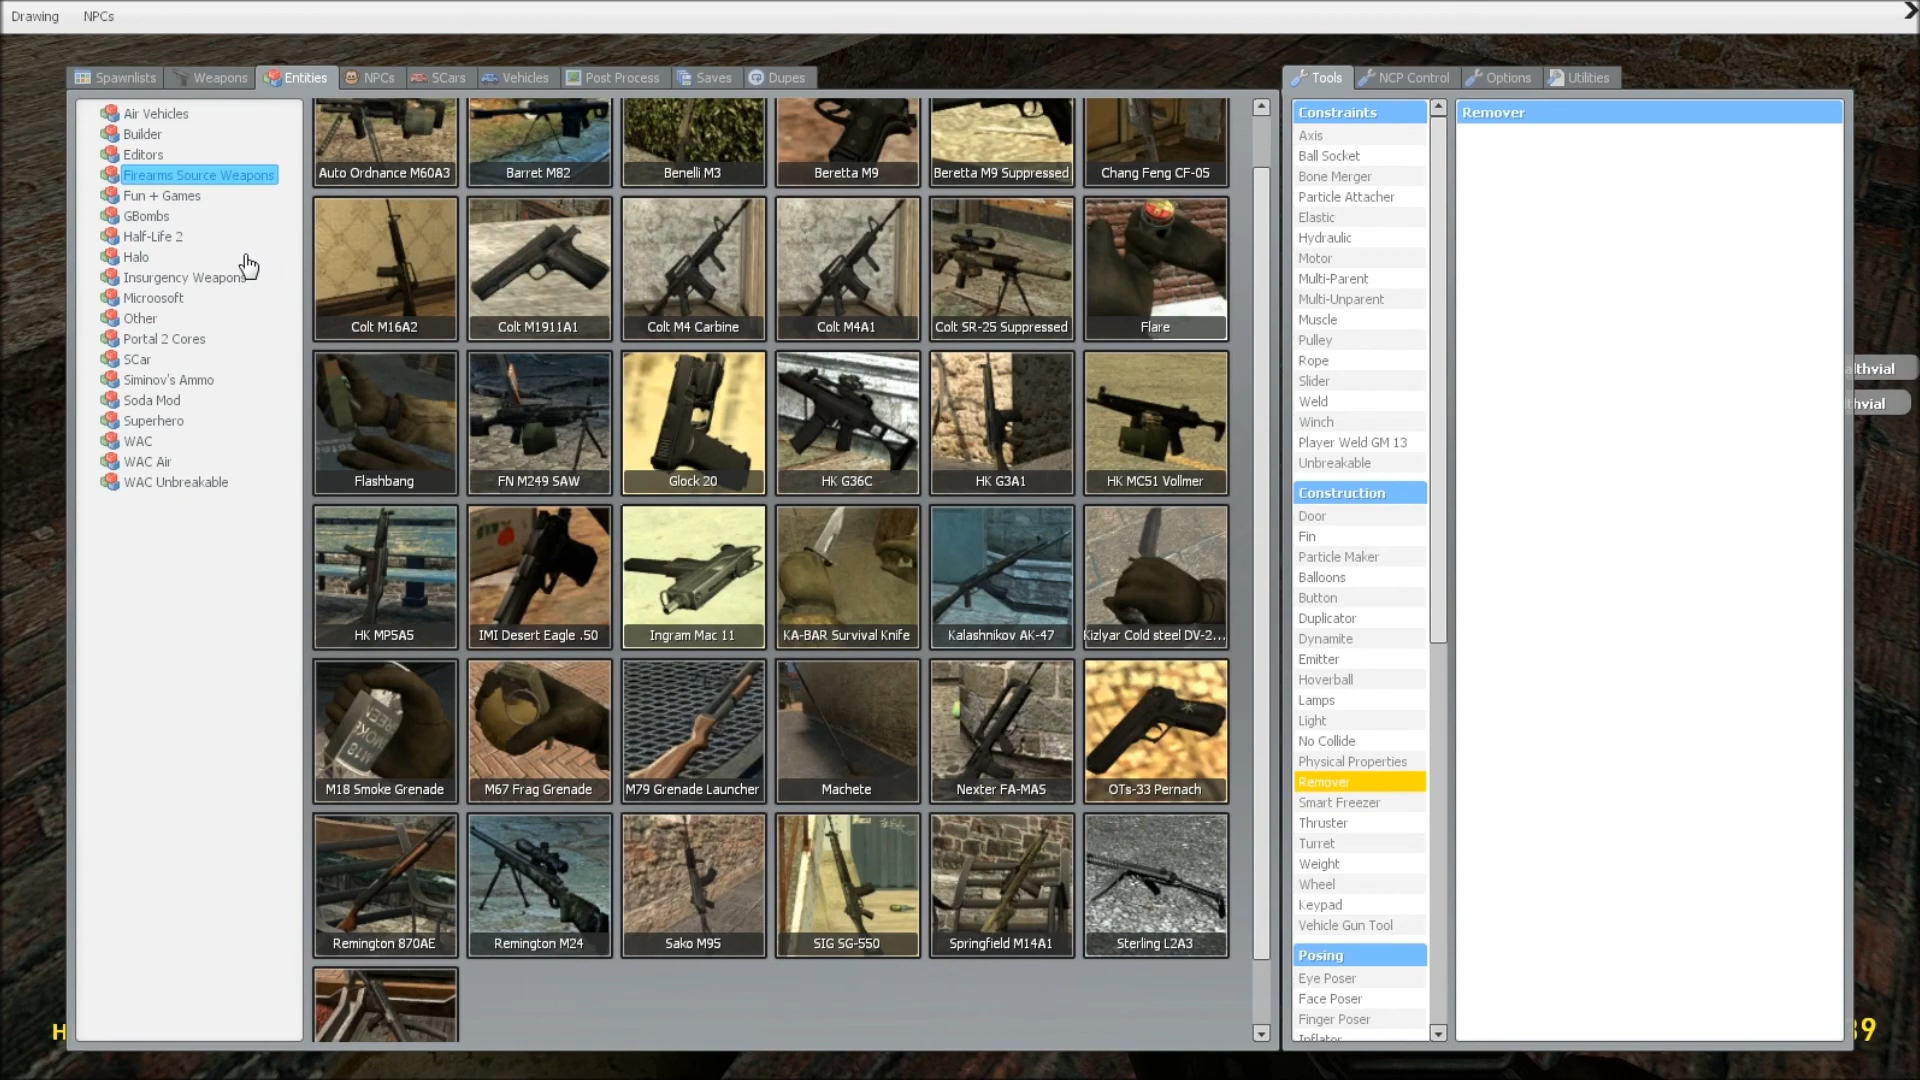 Drawing NPCs
Spawnlists Weapons Entities NPCs SCars Vehicles Post Process Saves Dupes
Air Vehicles
Builder
Editors
Firearms Source Weapons
Fun + Games
GBombs
Half-Life 2
Halo
Insurgency Weapons
Microosoft
Other
Portal 2 Cores
SCar
Siminov's Ammo
Soda Mod
Superhero
WAC
WAC Air
WAC Unbreakable
Auto Ordnance M60A3 Barret M82 Benelli M3 Beretta M9 Beretta M9 Suppressed Chang Feng CF-05
Colt M16A2 Colt M1911A1 Colt M4 Carbine Colt M4A1 Colt SR-25 Suppressed Flare
Flashbang FN M249 SAW Glock 20 HK G36C HK G3A1 HK MC51 Vollmer
HK MP5A5 IMI Desert Eagle .50 Ingram Mac 11 KA-BAR Survival Knife Kalashnikov AK-47 Kizlyar Cold steel DV-2...
M18 Smoke Grenade M67 Frag Grenade M79 Grenade Launcher Machete Nexter FA-MAS OTs-33 Pernach
Remington 870AE Remington M24 Sako M95 SIG SG-550 Springfield M14A1 Sterling L2A3
Tools NCP Control Options Utilities
Constraints
Axis
Ball Socket
Bone Merger
Particle Attacher
Elastic
Hydraulic
Motor
Multi-Parent
Multi-Unparent
Muscle
Pulley
Rope
Slider
Weld
Winch
Player Weld GM 13
Unbreakable
Construction
Door
Fin
Particle Maker
Balloons
Button
Duplicator
Dynamite
Emitter
Hoverball
Lamps
Light
No Collide
Physical Properties
Remover
Smart Freezer
Thruster
Turret
Weight
Wheel
Keypad
Vehicle Gun Tool
Posing
Eye Poser
Face Poser
Finger Poser
Inflator
Remover
lthvial
thvial
H
39